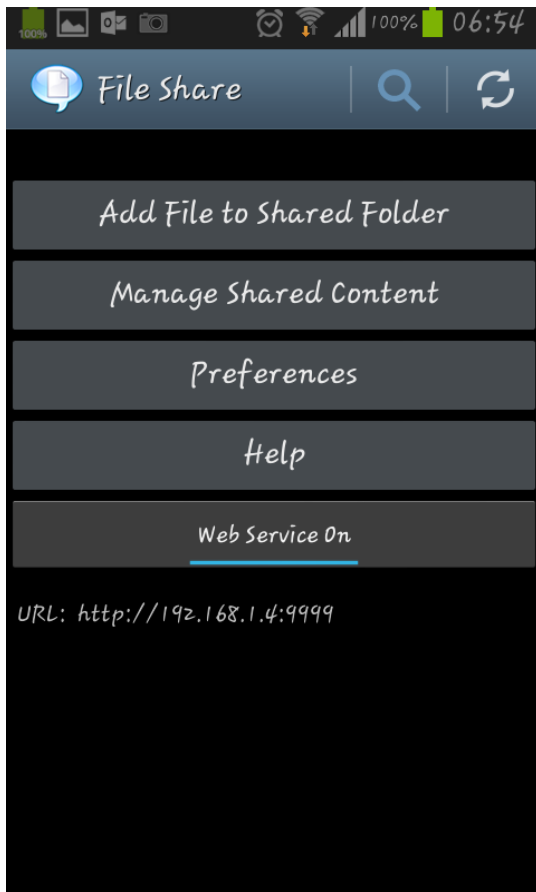 100%
100% 06:54
File Share
Add File to Shared Folder
Manage Shared Content
Preferences
Help
Web Service On
URL: http://192.168.1.4:9999